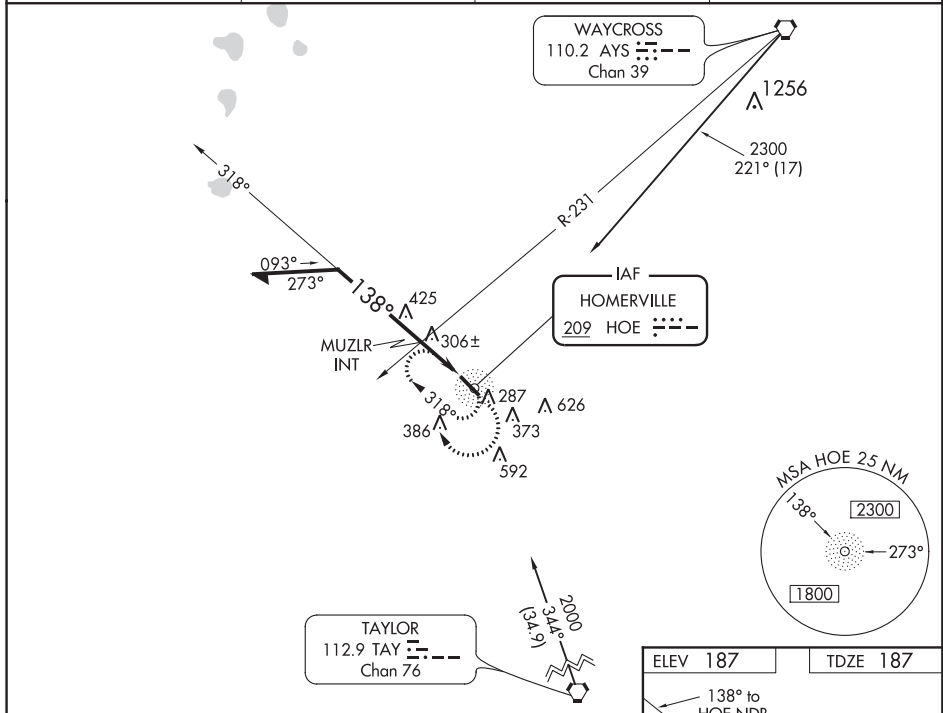 WAYCROSS
110.2 AYS
Chan 39
1256
2300
221° (17)
318°
R-231
093°
273°
138°
425
IAF
HOMERVILLE
209 HOE
306±
MUZLR
INT
318°
287
626
386
373
592
MSA HOE 25 NM
138°
2300
273°
1800
2000
344°
(34.9)
TAYLOR
112.9 TAY
Chan 76
ELEV 187
TDZE 187
138° to
HOE NDB